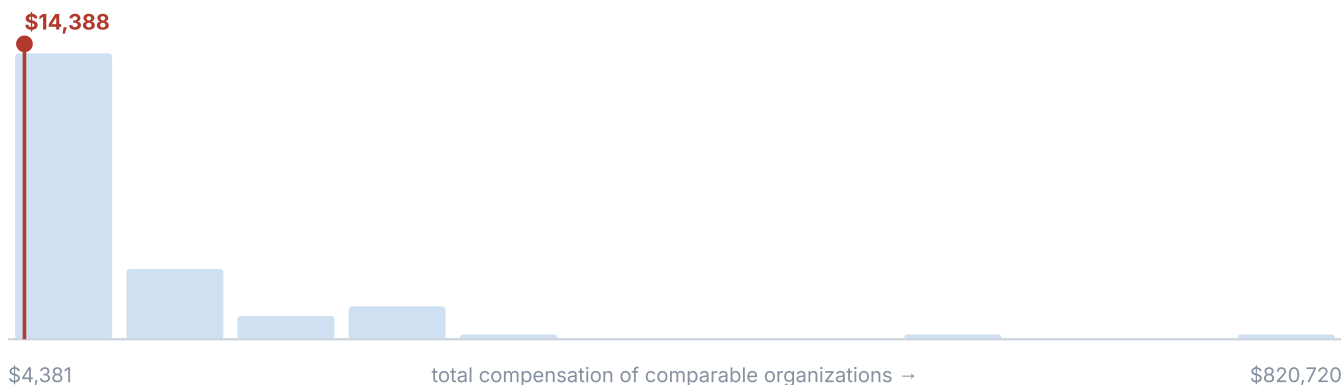 $14,388
$4,381 total compensation of comparable organizations → $820,720